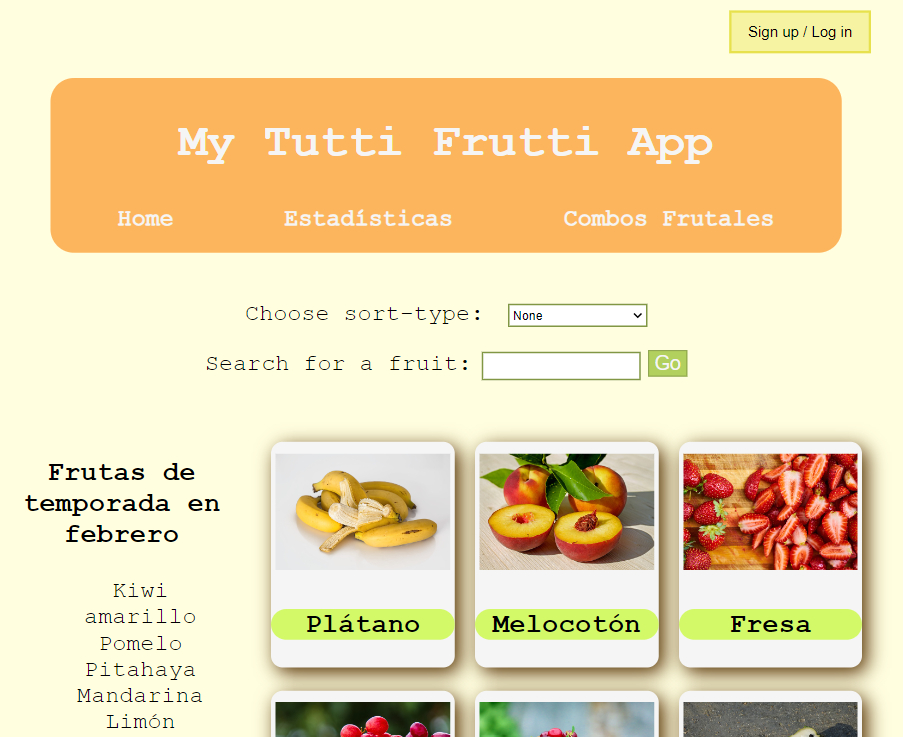 Sign up / Log in
My Tutti Frutti App
Home Estadísticas Combos Frutales
Choose sort-type: None
Search for a fruit: Go
Frutas de
temporada en
febrero
Kiwi
amarillo
Pomelo
Pitahaya
Mandarina
Limón
Plátano Melocotón Fresa